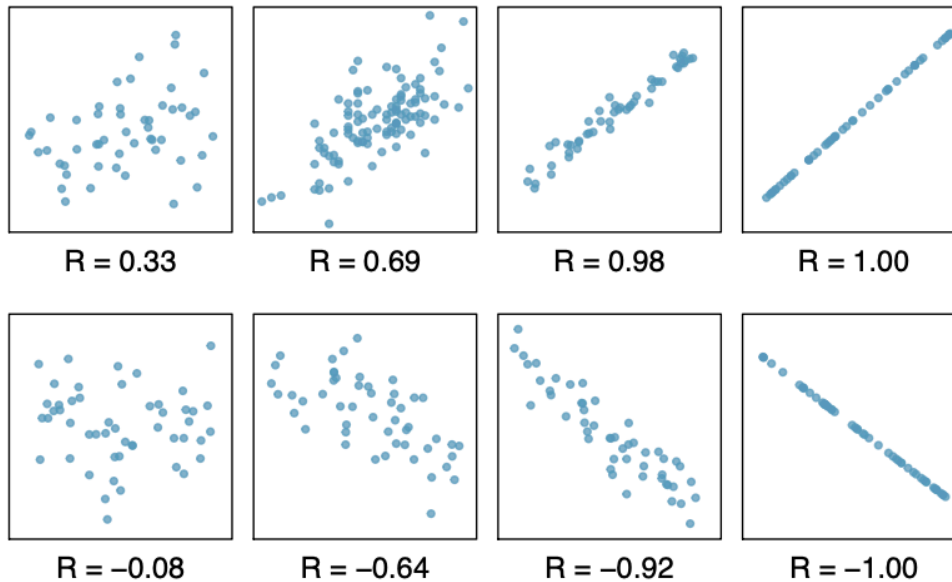 R = 0.33 R = 0.69 R = 0.98 R = 1.00
R = −0.08 R = −0.64 R = −0.92 R = −1.00